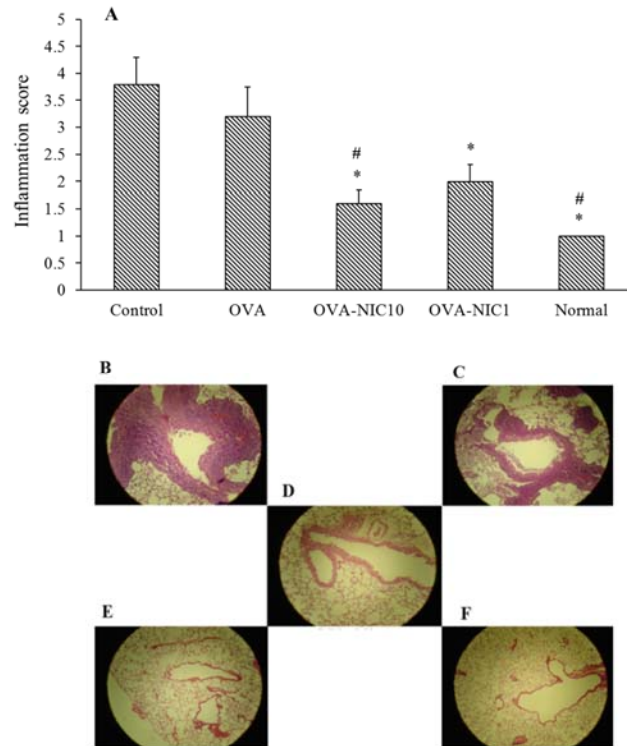 A
5
4.5
4
3.5
3
2.5
2
1.5
1
0.5
0
Inflammation score
#
*
*
#
*
Control OVA OVA-NIC10 OVA-NIC1 Normal
B
C
D
E
F